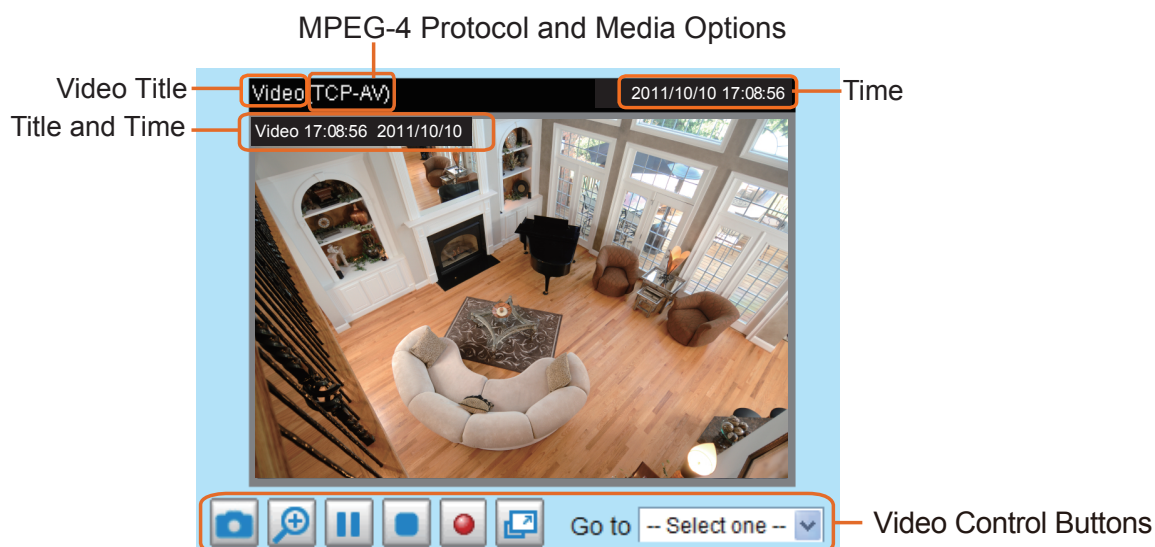 MPEG-4 Protocol and Media Options
Video Title
Video (TCP-AV)
2011/10/10 17:08:56
Time
Title and Time
Video 17:08:56 2011/10/10
Go to
-- Select one --
Video Control Buttons